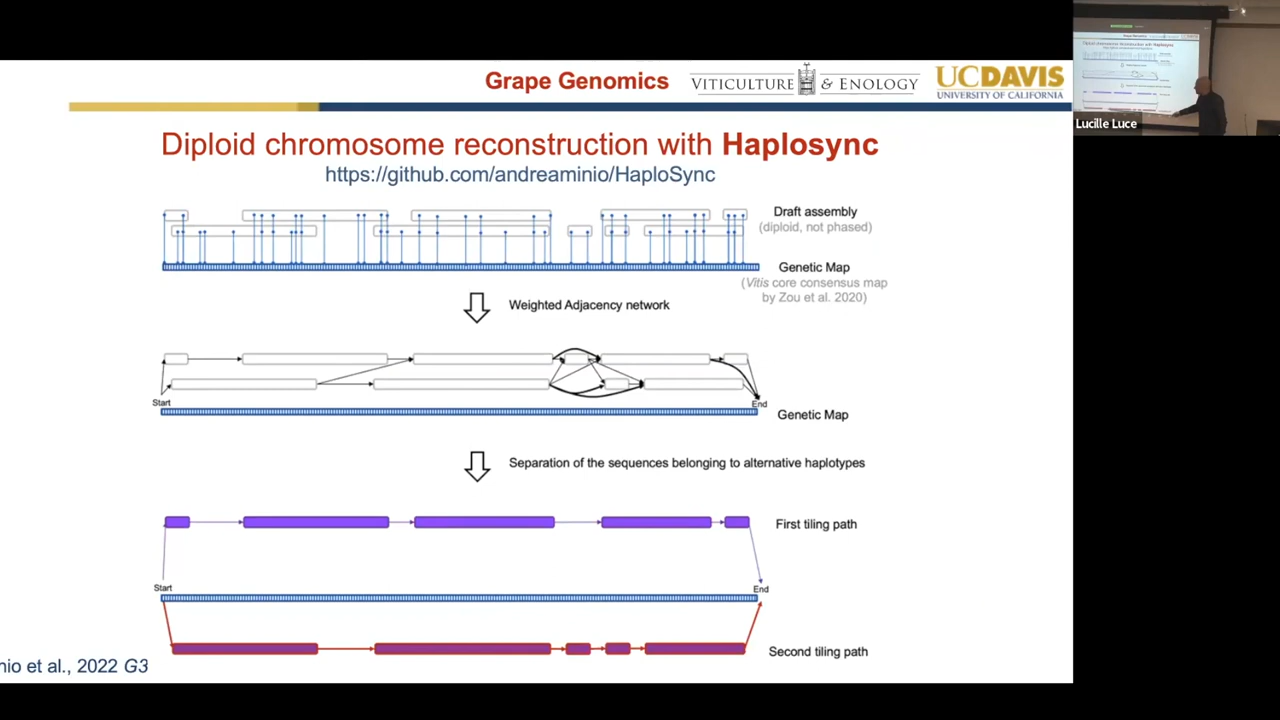 Grape Genomics
VITICULTURE & ENOLOGY
UCDAVIS
UNIVERSITY OF CALIFORNIA
Diploid chromosome reconstruction with Haplosync
https://github.com/andreaminio/HaploSync
Draft assembly
(diploid, not phased)
Genetic Map
(Vitis core consensus map
by Zou et al. 2020)
Weighted Adjacency network
Start
End
Genetic Map
Separation of the sequences belonging to alternative haplotypes
First tiling path
Start
End
Second tiling path
nio et al., 2022 G3
Lucille Luce